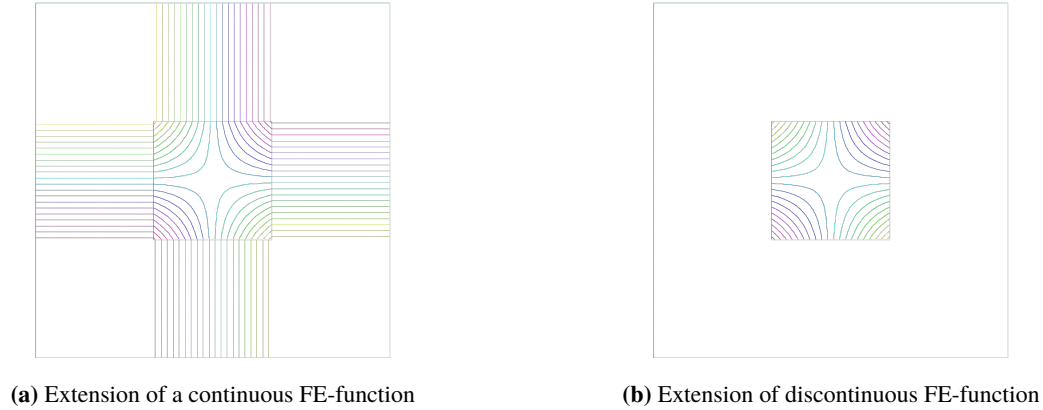 (a) Extension of a continuous FE-function
(b) Extension of discontinuous FE-function